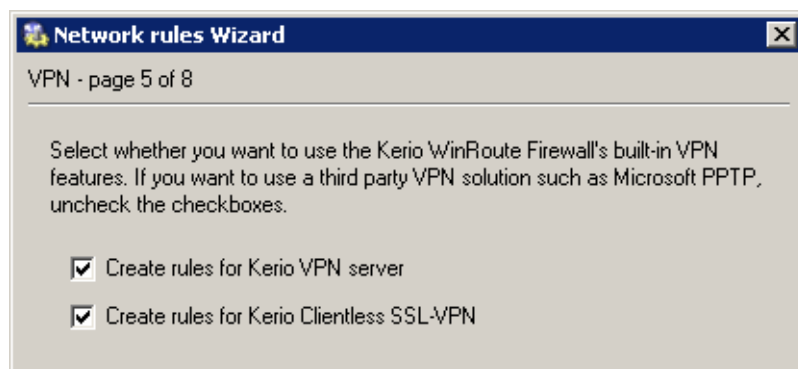 Network rules Wizard
VPN - page 5 of 8
Select whether you want to use the Kerio WinRoute Firewall's built-in VPN
features. If you want to use a third party VPN solution such as Microsoft PPTP,
uncheck the checkboxes.
Create rules for Kerio VPN server
Create rules for Kerio Clientless SSL-VPN